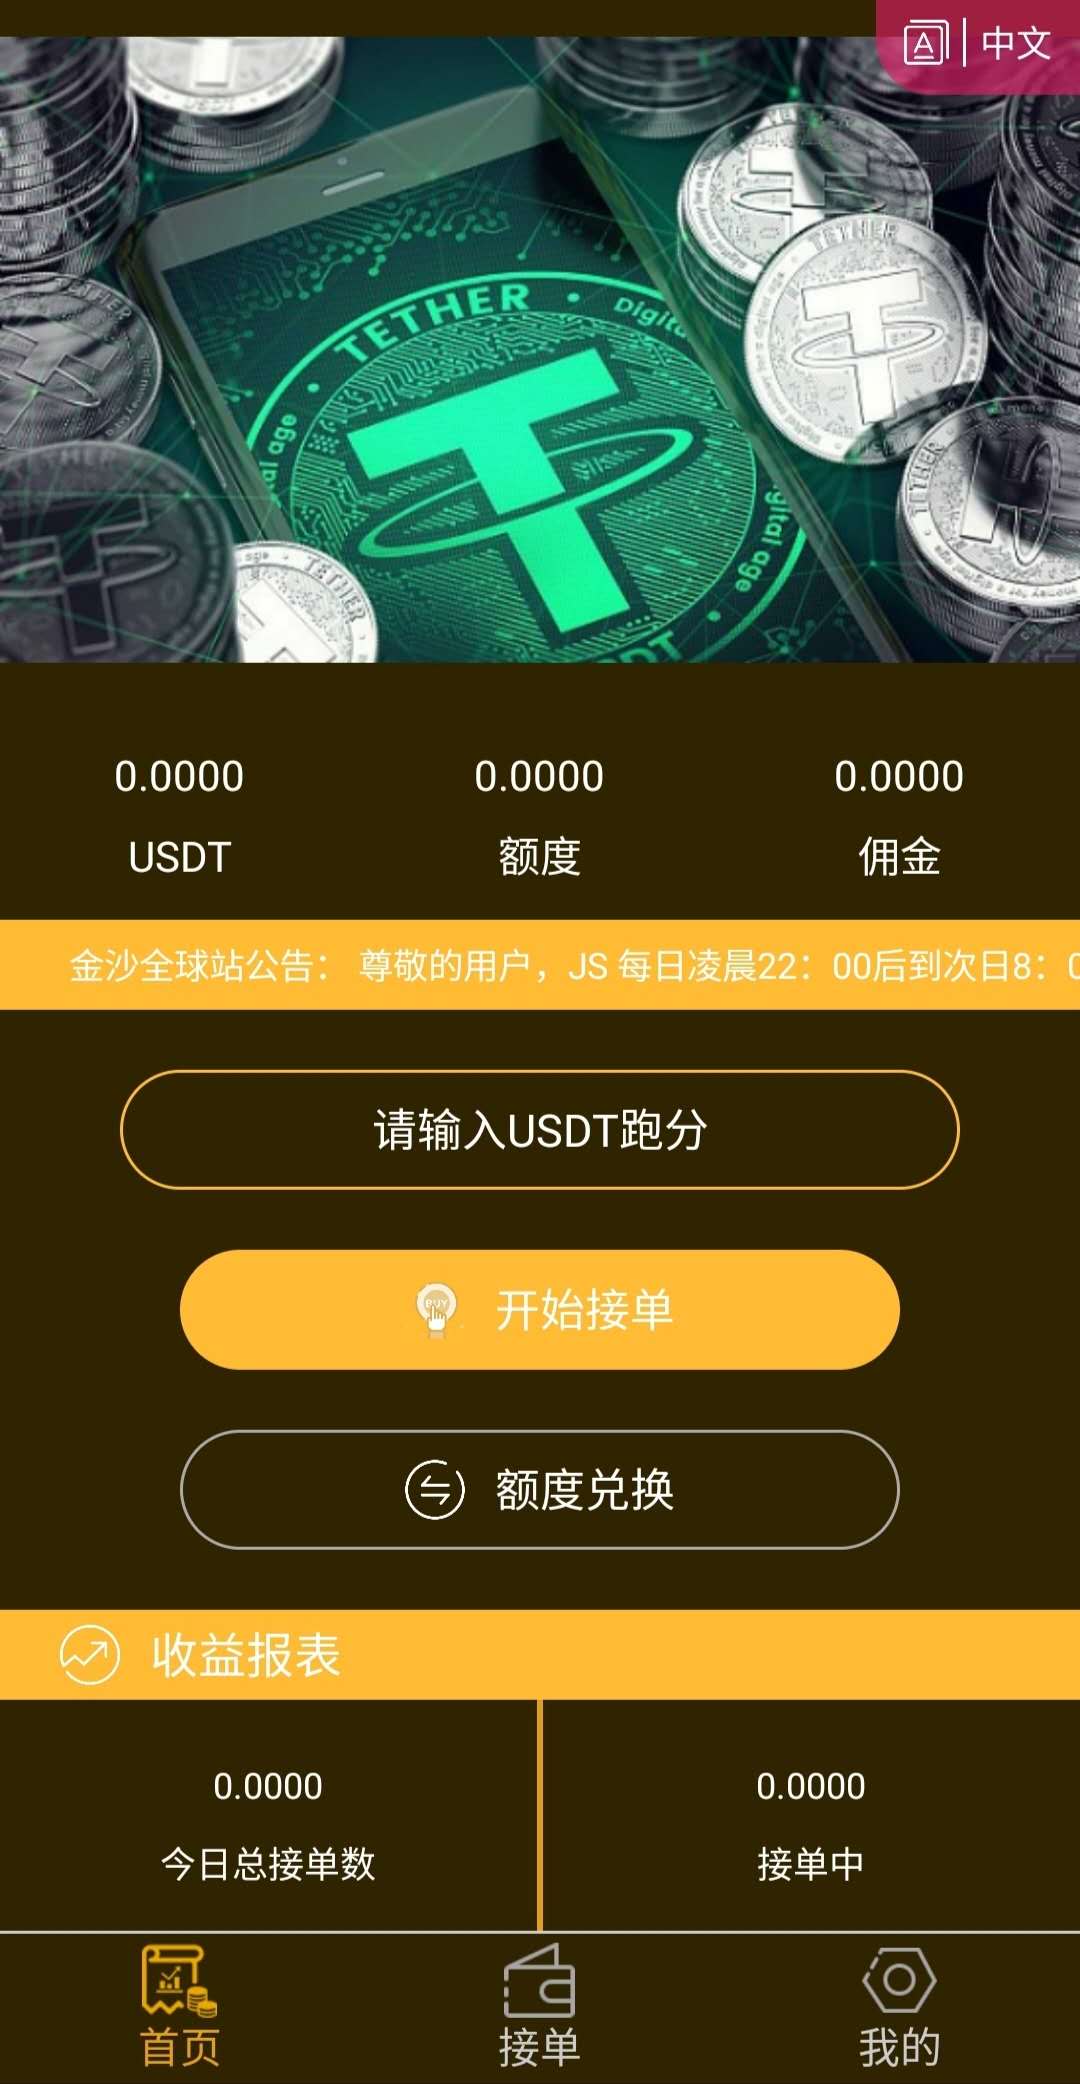 A 中文
TETHER
Digital
digital age
TETHER
TETHER
TETHER
0.0000 0.0000 0.0000
USDT 额度 佣金
金沙全球站公告： 尊敬的用户，JS 每日凌晨22：00后到次日8：
请输入USDT跑分
BUY 开始接单
额度兑换
收益报表
0.0000 0.0000
今日总接单数 接单中
首页 接单 我的